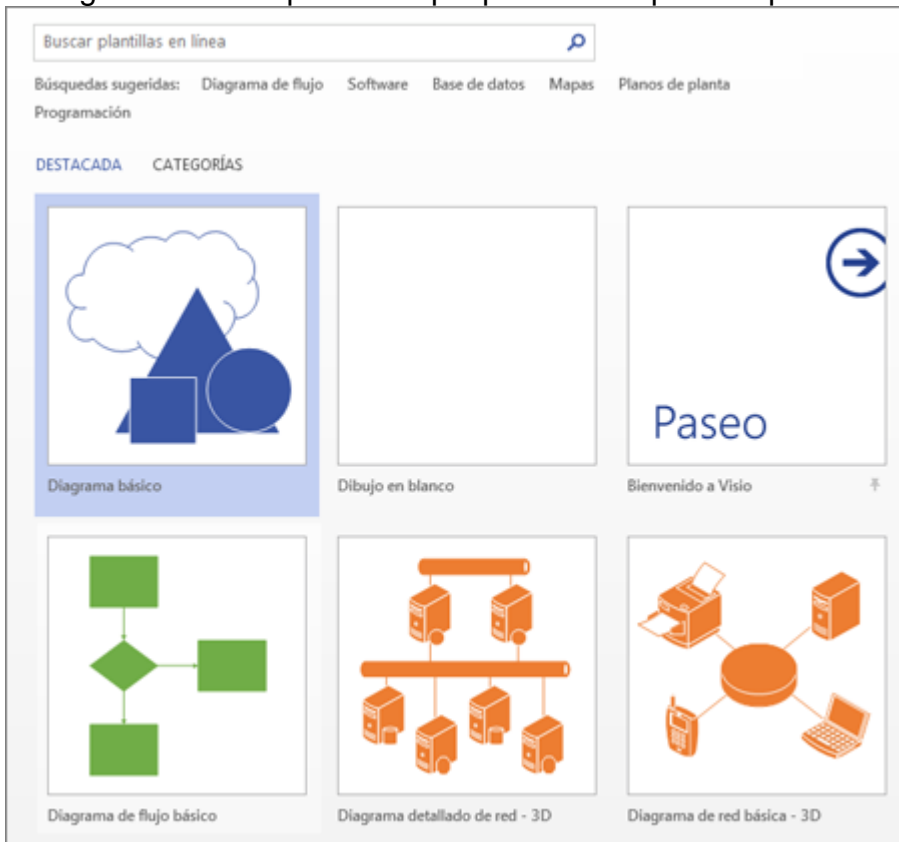 Buscar plantillas en línea
Búsquedas sugeridas: Diagrama de flujo Software Base de datos Mapas Planos de planta
Programación
DESTACADA CATEGORÍAS
Paseo
Diagrama básico Dibujo en blanco Bienvenido a Visio
Diagrama de flujo básico Diagrama detallado de red - 3D Diagrama de red básica - 3D